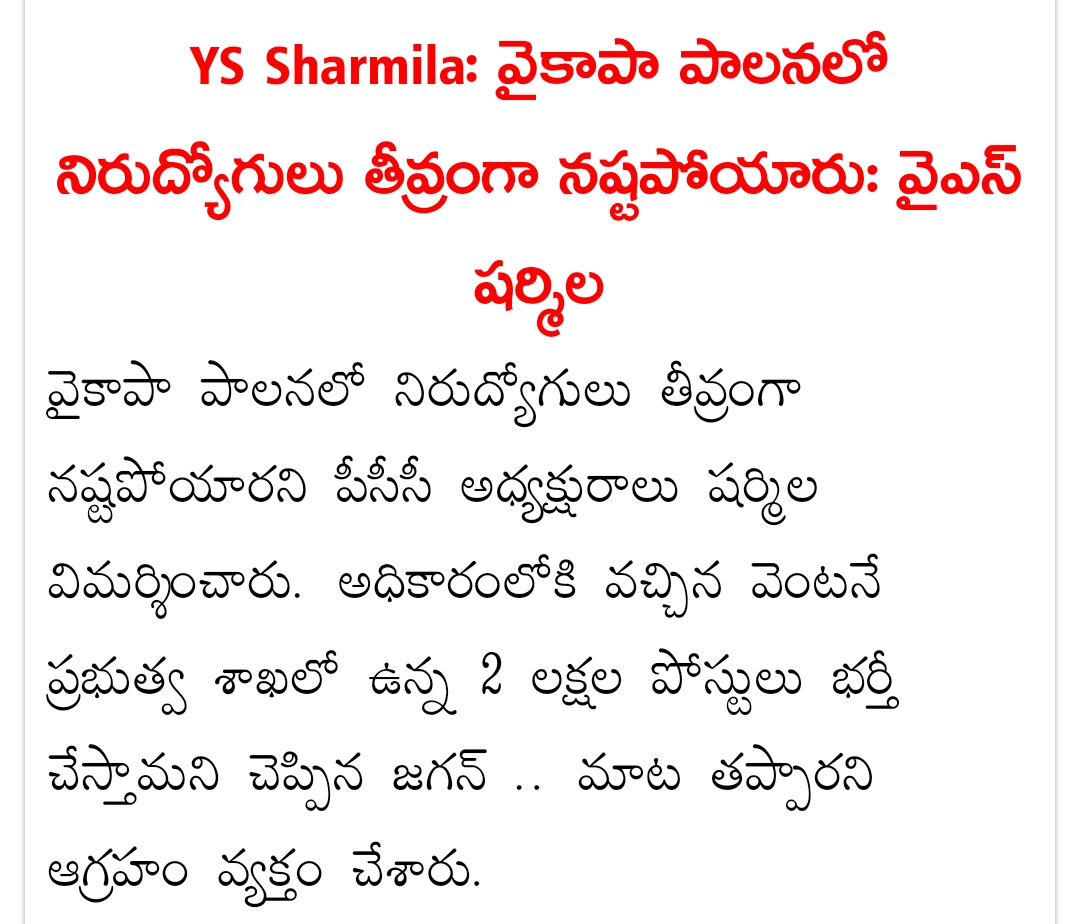 YS Sharmila: వైకాపా పాలనలో
నిరుద్యోగులు తీవ్రంగా నష్టపోయారు: వైఎస్
షర్మిల
వైకాపా పాలనలో నిరుద్యోగులు తీవ్రంగా
నష్టపోయారని పీసీసీ అధ్యక్షురాలు షర్మిల
విమర్శించారు. అధికారంలోకి వచ్చిన వెంటనే
ప్రభుత్వ శాఖలో ఉన్న 2 లక్షల పోస్టులు భర్తీ
చేస్తామని చెప్పిన జగన్ .. మాట తప్పారని
ఆగ్రహం వ్యక్తం చేశారు.